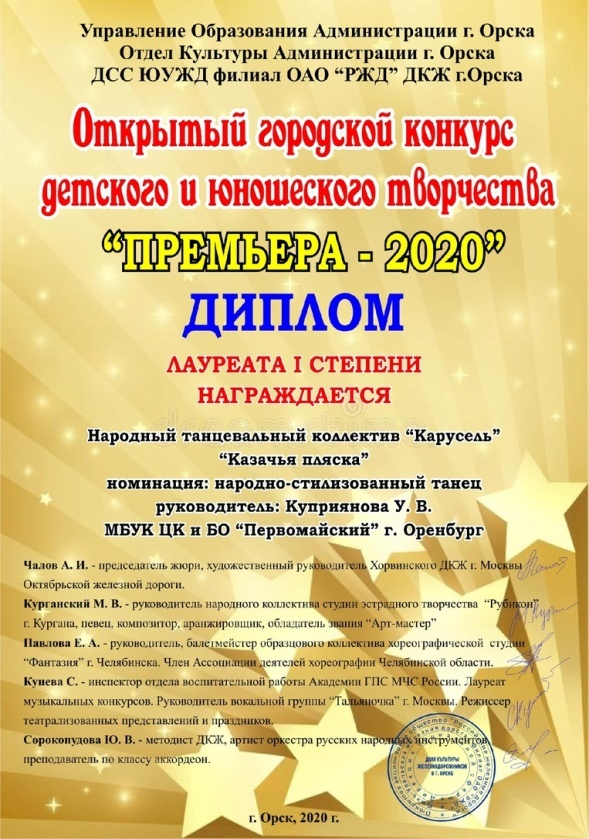 Управление Образования Администрации г. Орска
Отдел Культуры Администрации г. Орска
ДСС ЮУЖД филиал ОАО “РЖД” ДКЖ г.Орска
Открытый городской конкурс
детского и юношеского творчества
“ПРЕМЬЕРА - 2020”
ДИПЛОМ
ЛАУРЕАТА I СТЕПЕНИ
НАГРАЖДАЕТСЯ
Народный танцевальный коллектив “Карусель”
“Казачья пляска”
номинация: народно-стилизованный танец
руководитель: Куприянова У. В.
МБУК ЦК и БО “Первомайский” г. Оренбург
Чалов А. И. - председатель жюри, художественный руководитель Хорвинского ДКЖ г. Москвы
Октябрьской железной дороги.
Курганский М. В. - руководитель народного коллектива студии эстрадного творчества “Рубикон”
г. Кургана, певец, композитор, аранжировщик, обладатель звания “Арт-мастер”
Павлова Е. А. - руководитель, балетмейстер образцового коллектива хореографической студии
“Фантазия” г. Челябинска. Член Ассоциации деятелей хореографии Челябинской области.
Кунева С. - инспектор отдела воспитательной работы Академии ГПС МЧС России. Лауреат
музыкальных конкурсов. Руководитель вокальной группы “Тальяночка” г. Москвы. Режиссер
театрализованных представлений и праздников.
Сорокопудова Ю. В. - методист ДКЖ, артист оркестра русских народных инструментов,
преподаватель по классу аккордеон.
ДОМ КУЛЬТУРЫ
ЖЕЛЕЗНОДОРОЖНИКОВ
В Г. ОРСКЕ
г. Орск, 2020 г.